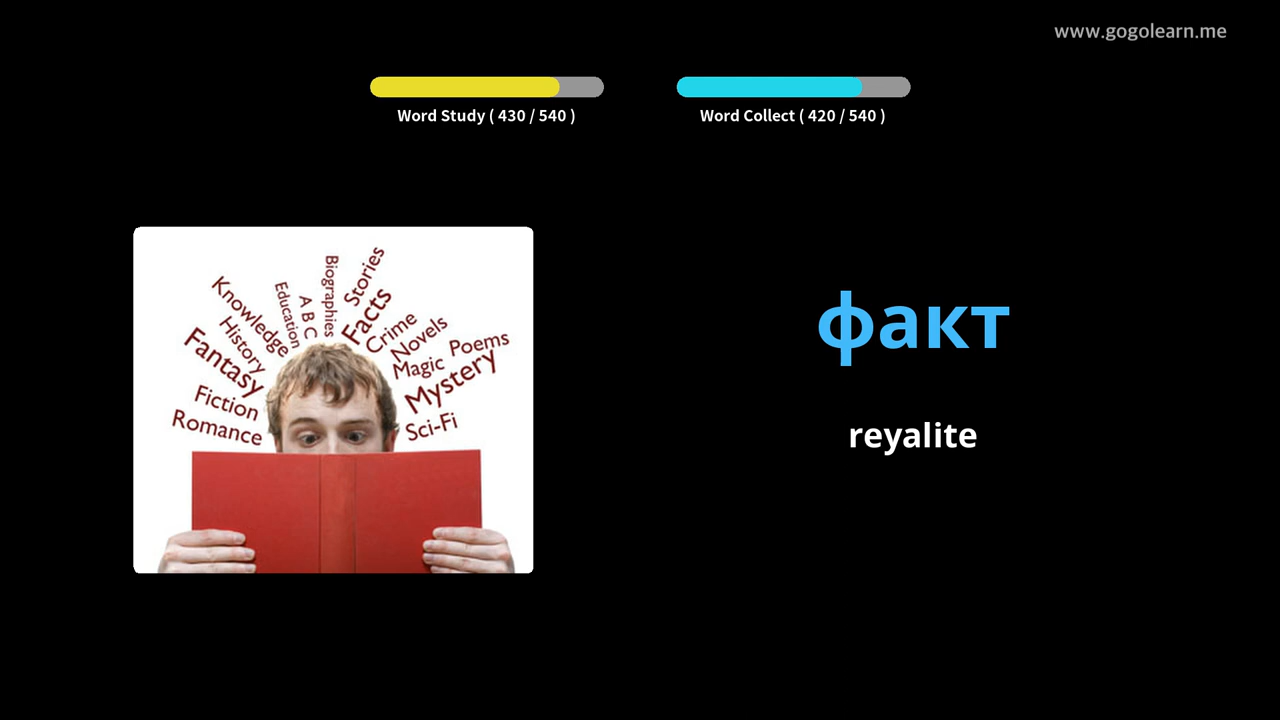 www.gogolearn.me
Word Study ( 430 / 540 )
Word Collect ( 420 / 540 )
Biographies
Stories
Education
A B C
Facts
Knowledge
Crime
History
Novels
Fantasy
Magic
Poems
Mystery
Fiction
Romance
Sci-Fi
факт
reyalite